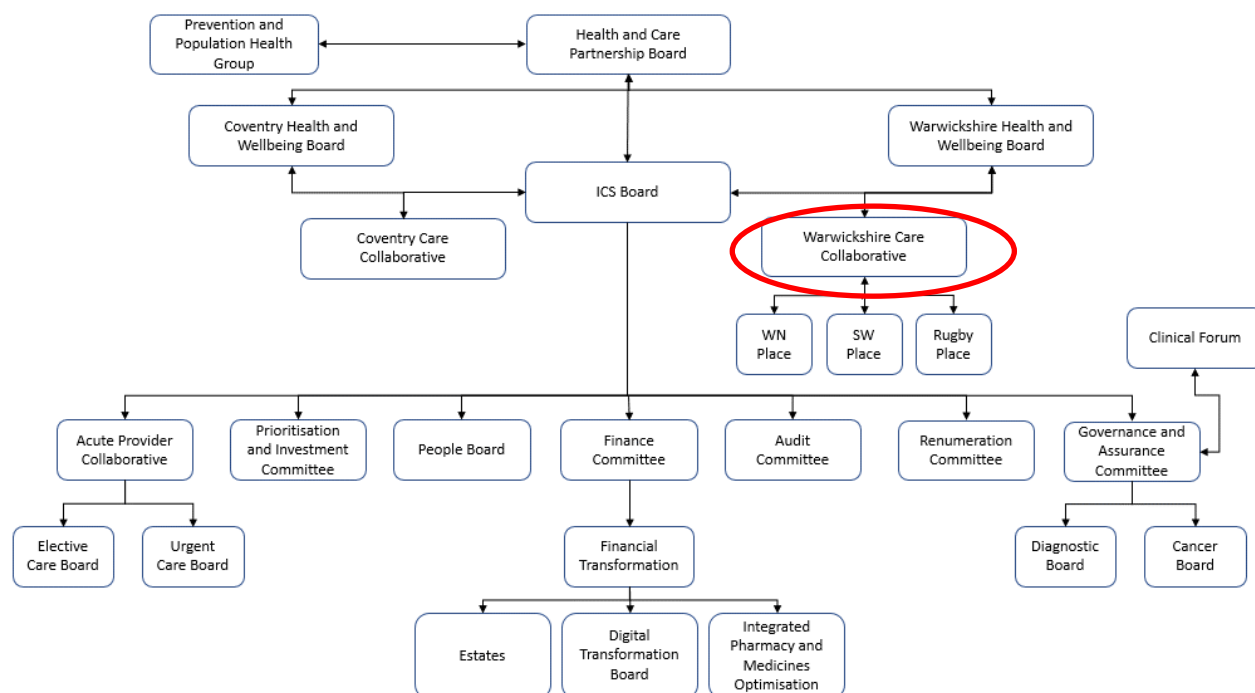 Prevention and
Population Health
Group
Health and Care
Partnership Board
Coventry Health and
Wellbeing Board
Warwickshire Health and
Wellbeing Board
ICS Board
Coventry Care
Collaborative
Warwickshire Care
Collaborative
WN
Place
SW
Place
Rugby
Place
Clinical Forum
Acute Provider
Collaborative
Prioritisation
and Investment
Committee
People Board
Finance
Committee
Audit
Committee
Renumeration
Committee
Governance and
Assurance
Committee
Elective
Care Board
Urgent
Care Board
Financial
Transformation
Diagnostic
Board
Cancer
Board
Estates
Digital
Transformation
Board
Integrated
Pharmacy and
Medicines
Optimisation